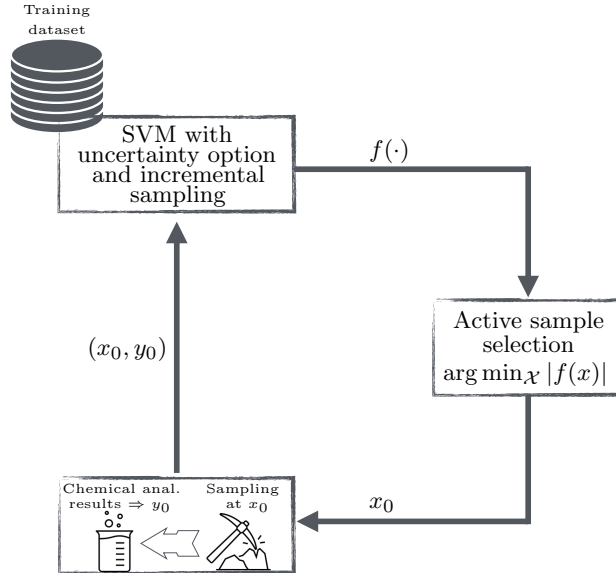 Training
dataset
SVM with
uncertainty option
and incremental
sampling
f(·)
Active sample
selection
arg min𝒳 |f(x)|
(x₀, y₀)
x₀
Chemical anal.
results ⇒ y₀
Sampling
at x₀